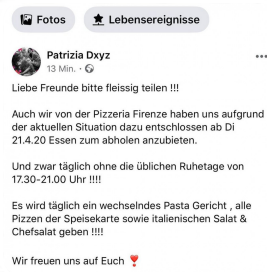 Fotos
Lebensereignisse
Patrizia Dxyz
13 Min. ·
Liebe Freunde bitte fleissig teilen !!!
Auch wir von der Pizzeria Firenze haben uns aufgrund
der aktuellen Situation dazu entschlossen ab Di
21.4.20 Essen zum abholen anzubieten.
Und zwar täglich ohne die üblichen Ruhetage von
17.30-21.00 Uhr !!!!
Es wird täglich ein wechselndes Pasta Gericht , alle
Pizzen der Speisekarte sowie italienischen Salat &
Chefsalat geben !!!!
Wir freuen uns auf Euch ❣️